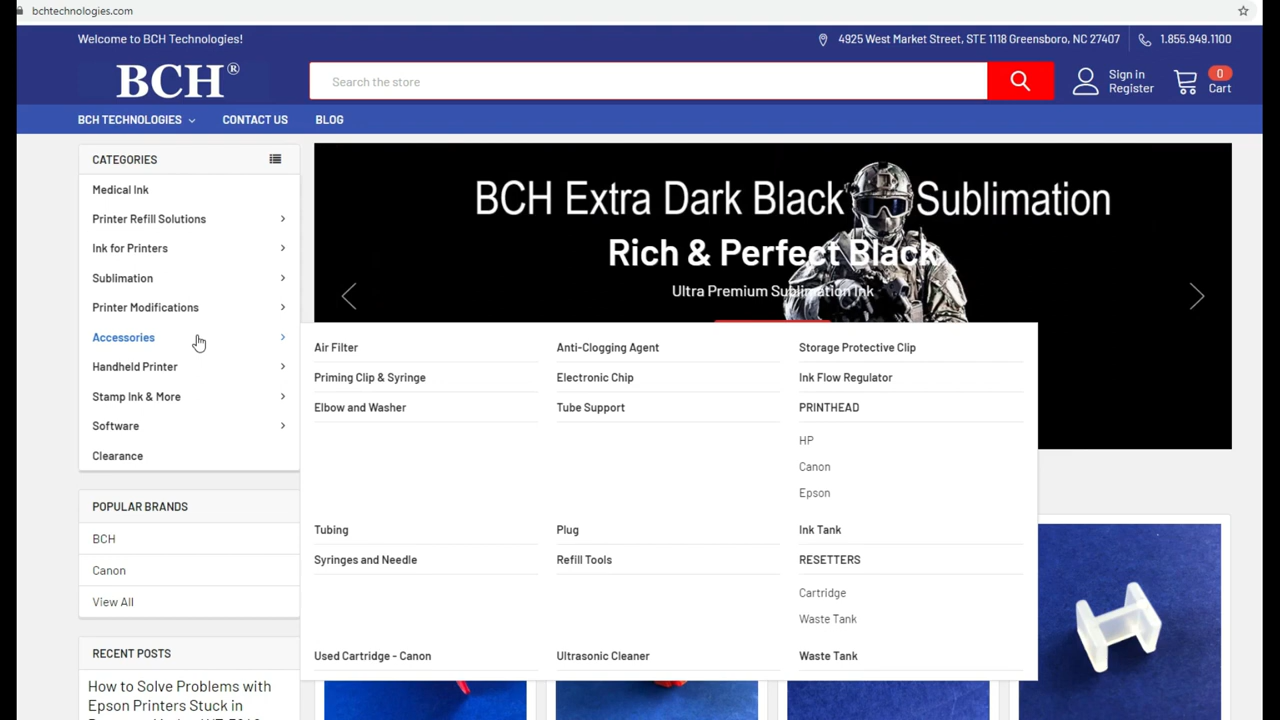 bchtechnologies.com
Welcome to BCH Technologies!
4925 West Market Street, STE 1118 Greensboro, NC 27407
1.855.949.1100
BCH®
Search the store
Sign in
Register
0
Cart
BCH TECHNOLOGIES
CONTACT US
BLOG
CATEGORIES
Medical Ink
Printer Refill Solutions
Ink for Printers
Sublimation
Printer Modifications
Accessories
Handheld Printer
Stamp Ink & More
Software
Clearance
POPULAR BRANDS
BCH
Canon
View All
RECENT POSTS
How to Solve Problems with
Epson Printers Stuck in
BCH Extra Dark Black Sublimation
Rich & Perfect Black
Ultra Premium Sublimation Ink
Air Filter
Anti-Clogging Agent
Storage Protective Clip
Priming Clip & Syringe
Electronic Chip
Ink Flow Regulator
Elbow and Washer
Tube Support
PRINTHEAD
HP
Canon
Epson
Tubing
Plug
Ink Tank
Syringes and Needle
Refill Tools
RESETTERS
Cartridge
Waste Tank
Used Cartridge - Canon
Ultrasonic Cleaner
Waste Tank